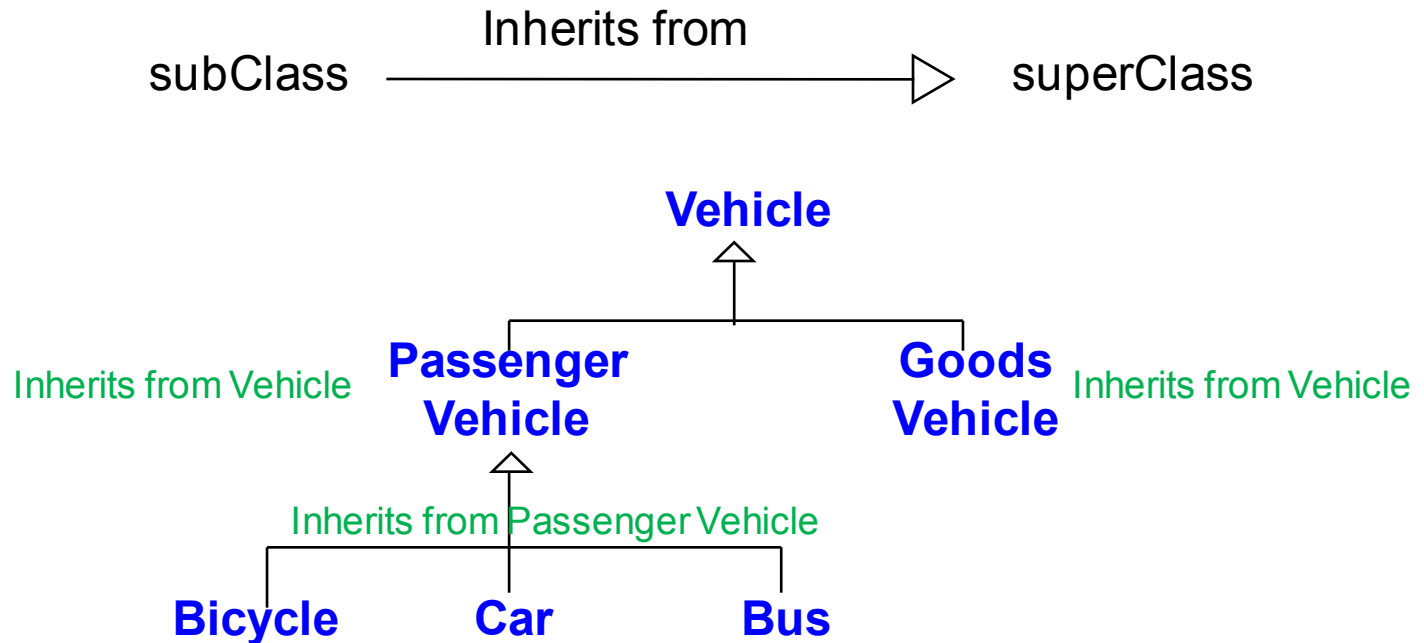 Inherits from
subClass
superClass
Vehicle
Passenger
Vehicle
Goods
Vehicle
Inherits from Vehicle
Inherits from Vehicle
Inherits from Passenger Vehicle
Bicycle
Car
Bus